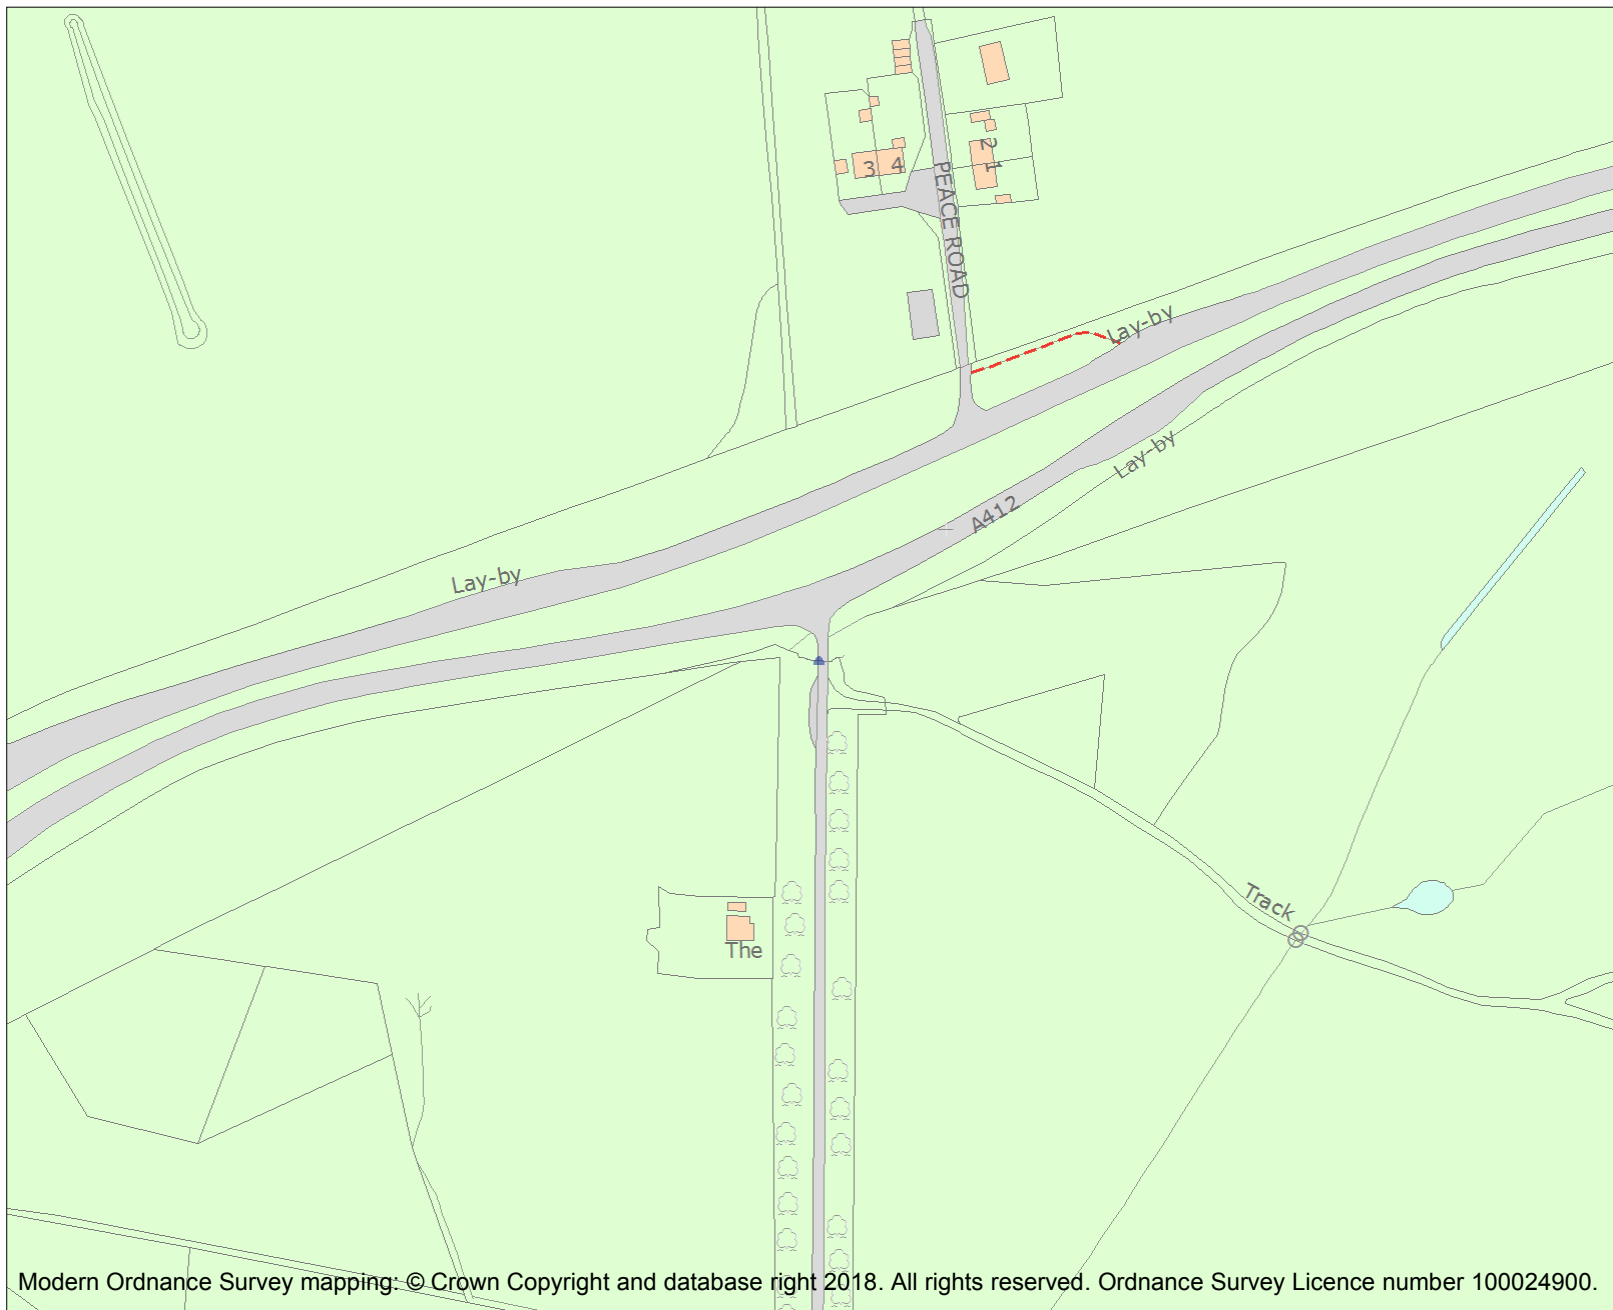 2
1
3
4
PEACE ROAD
Lay-by
Lay-by
A412
Lay-by
Track
The
Modern Ordnance Survey mapping: © Crown Copyright and database right 2018. All rights reserved. Ordnance Survey Licence number 100024900.